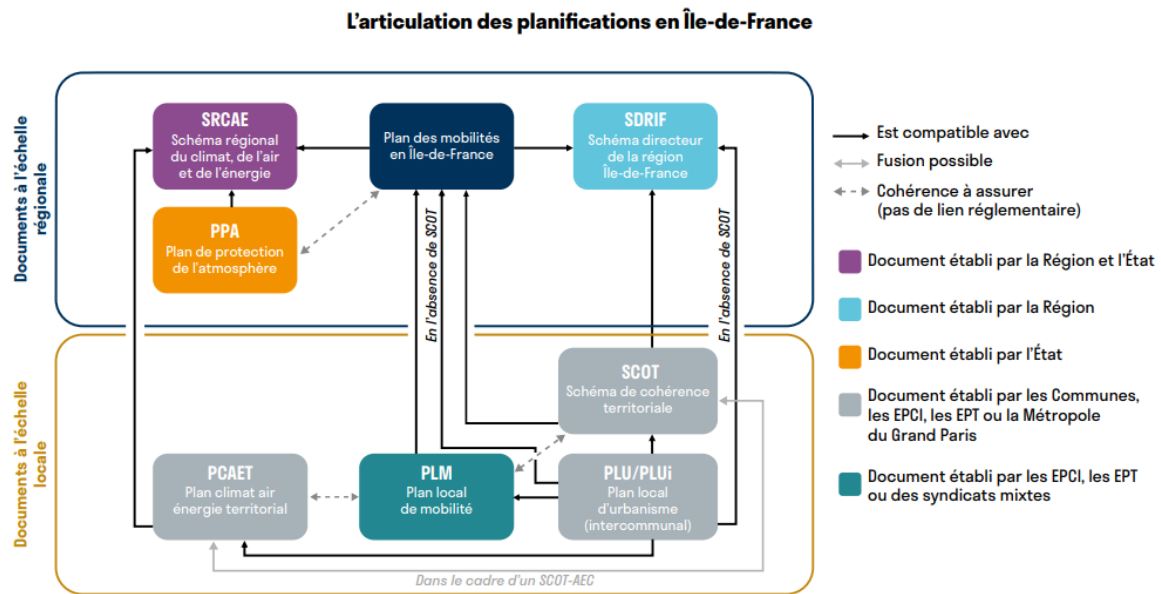 L'articulation des planifications en Île-de-France
Documents à l'échelle
régionale
SRCAE
Schéma régional
du climat, de l'air
et de l'énergie
Plan des mobilités
en Île-de-France
SDRIF
Schéma directeur
de la région
Île-de-France
PPA
Plan de protection
de l'atmosphère
En l'absence de SCOT
En l'absence de SCOT
Est compatible avec
Fusion possible
Cohérence à assurer
(pas de lien réglementaire)
Document établi par la Région et l'État
Document établi par la Région
Document établi par l'État
Document établi par les Communes,
les EPCI, les EPT ou la Métropole
du Grand Paris
Document établi par les EPCI, les EPT
ou des syndicats mixtes
Documents à l'échelle
locale
SCOT
Schéma de cohérence
territoriale
PCAET
Plan climat air
énergie territorial
PLM
Plan local
de mobilité
PLU/PLUi
Plan local
d'urbanisme
(intercommunal)
Dans le cadre d'un SCOT-AEC